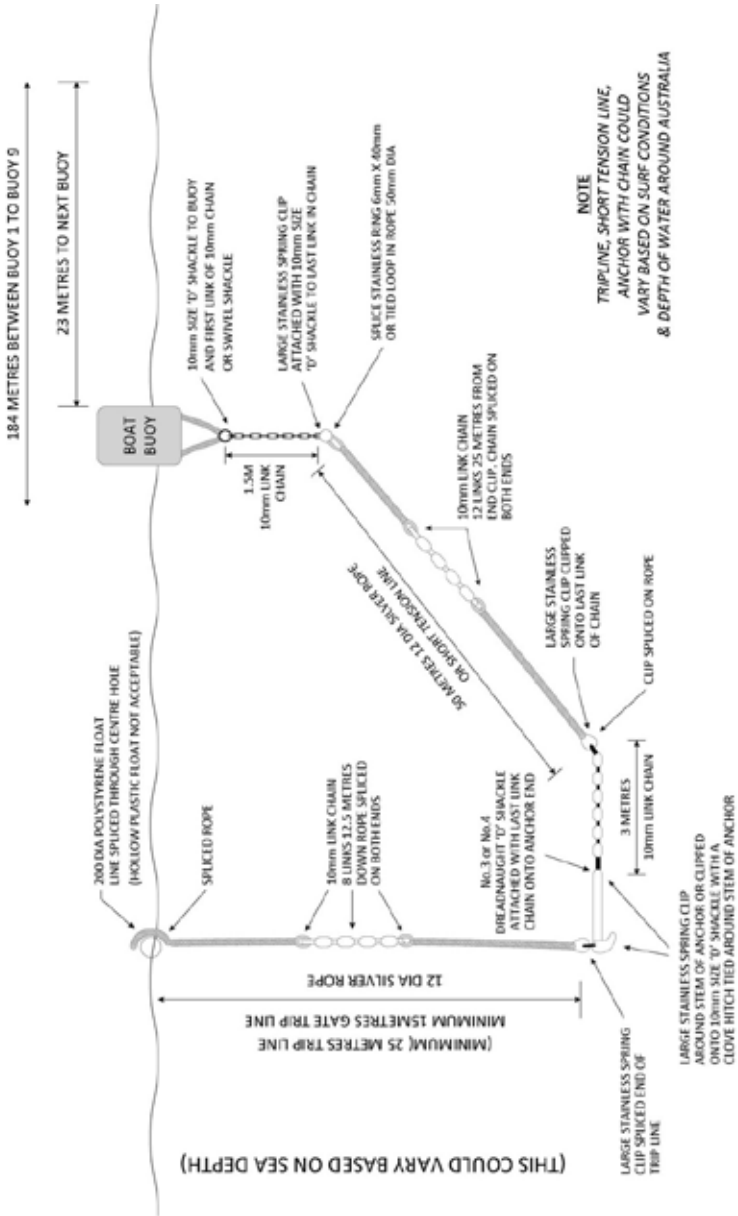 184 METRES BETWEEN BUOY 1 TO BUOY 9
23 METRES TO NEXT BUOY
BOAT
BUOY
10mm SIZE 'D' SHACKLE TO BUOY
AND FIRST LINK OF 10mm CHAIN
OR SWIVEL SHACKLE
1.5M
10mm LINK
CHAIN
LARGE STAINLESS SPRING CLIP
ATTACHED WITH 10mm SIZE
'D' SHACKLE TO LAST LINK IN CHAIN
SPLICE STAINLESS RING 6mm X 40mm
OR TIED LOOP IN ROPE 50mm DIA
10mm LINK CHAIN
12 LINKS 25 METRES FROM
END CLIP. CHAIN SPLICED ON
BOTH ENDS
50 METRES 12 DIA SILVER ROPE
OR SHORT TENSION LINE
LARGE STAINLESS
SPRING CLIP CLIPPED
ONTO LAST LINK
OF CHAIN
CLIP SPLICED ON ROPE
3 METRES
10mm LINK CHAIN
NOTE
TRIPLINE, SHORT TENSION LINE,
ANCHOR WITH CHAIN COULD
VARY BASED ON SURF CONDITIONS
& DEPTH OF WATER AROUND AUSTRALIA
200 DIA POLYSTYRENE FLOAT
LINE SPLICED THROUGH CENTRE HOLE
(HOLLOW PLASTIC FLOAT NOT ACCEPTABLE)
SPLICED ROPE
10mm LINK CHAIN
8 LINKS 12.5 METRES
DOWN ROPE SPLICED
ON BOTH ENDS
No.3 or No.4
DREADNAUGHT 'D' SHACKLE
ATTACHED WITH LAST LINK
CHAIN ONTO ANCHOR END
12 DIA SILVER ROPE
MINIMUM 15METRES GATE TRIP LINE
(MINIMUM( 25 METRES TRIP LINE
(THIS COULD VARY BASED ON SEA DEPTH)
LARGE STAINLESS SPRING
CLIP SPLICED END OF
TRIP LINE
LARGE STAINLESS SPRING CLIP
AROUND STEM OF ANCHOR OR CLIPPED
ONTO 10mm SIZE 'D' SHACKLE WITH A
CLOVE HITCH TIED AROUND STEM OF ANCHOR